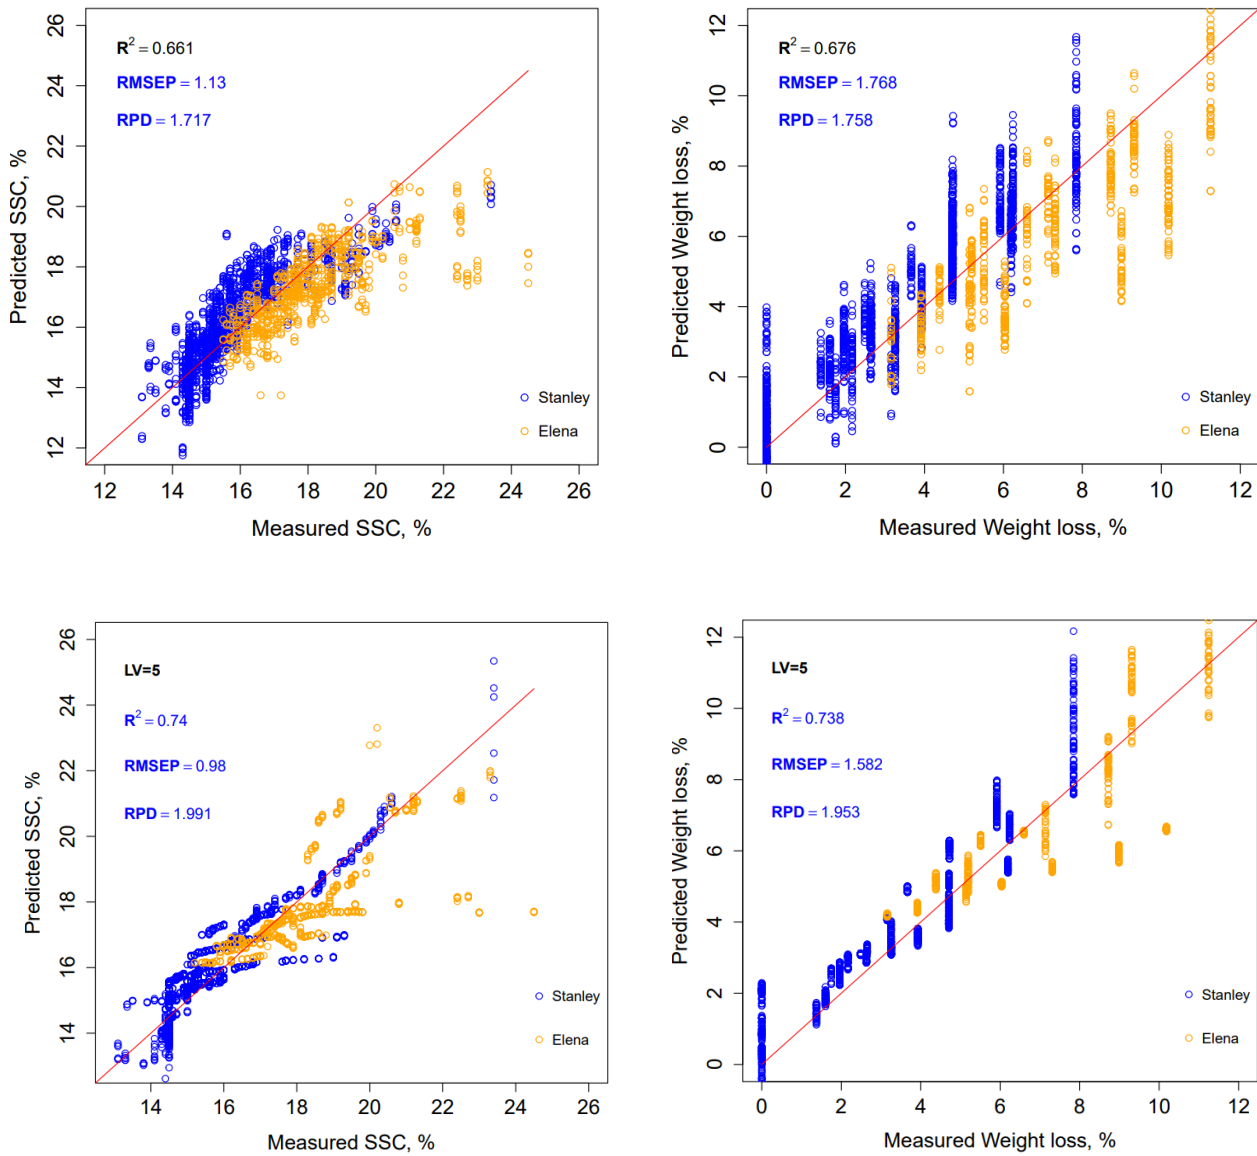 R² = 0.661
RMSEP = 1.13
RPD = 1.717
Predicted SSC, %
26
24
22
20
18
16
14
12
Stanley
Elena
12 14 16 18 20 22 24 26
Measured SSC, %
R² = 0.676
RMSEP = 1.768
RPD = 1.758
Predicted Weight loss, %
12
10
8
6
4
2
0
Stanley
Elena
0 2 4 6 8 10 12
Measured Weight loss, %
LV=5
R² = 0.74
RMSEP = 0.98
RPD = 1.991
Predicted SSC, %
26
24
22
20
18
16
14
Stanley
Elena
14 16 18 20 22 24 26
Measured SSC, %
LV=5
R² = 0.738
RMSEP = 1.582
RPD = 1.953
Predicted Weight loss, %
12
10
8
6
4
2
0
Stanley
Elena
0 2 4 6 8 10 12
Measured Weight loss, %